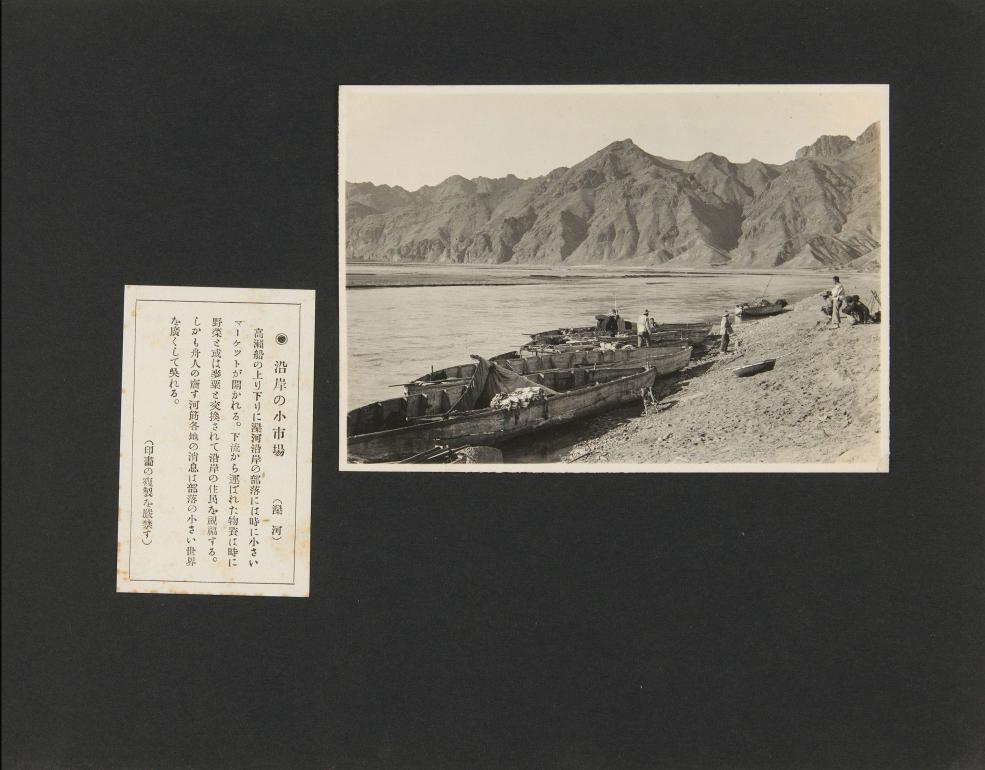 ◉ 沿岸の小市場 (灤河)
高瀬船の上り下りに灤河沿岸の部落には時に小さい
マーケツトが開かれる。下流から運ばれた物資は時に
野菜と或は麥粟と交換されて沿岸の住民を祝福する。
しかも舟人の齎す河筋各地の消息は部落の小さい世界
を廣くして吳れる。
(印畵の複製を嚴禁す)